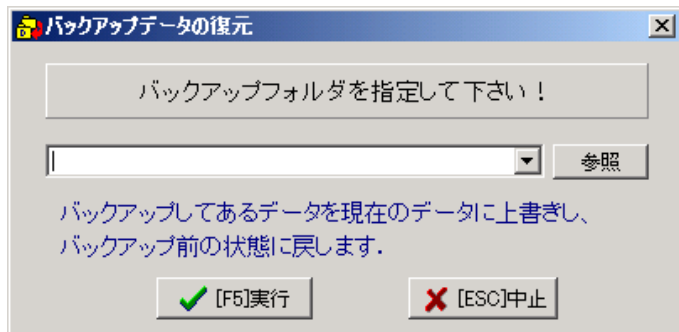 バックアップデータの復元
バックアップフォルダを指定して下さい！
参照
バックアップしてあるデータを現在のデータに上書きし、
バックアップ前の状態に戻します.
[F5]実行
[ESC]中止